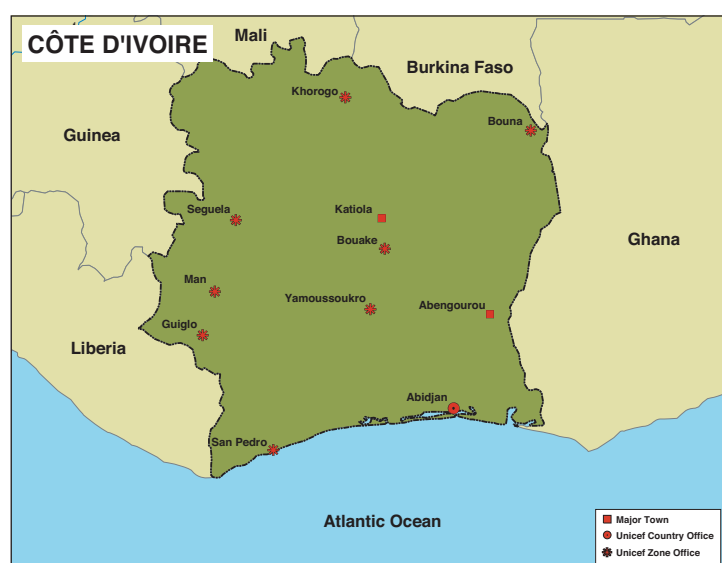 CÔTE D'IVOIRE
Mali
Burkina Faso
Khorogo
Bouna
Guinea
Seguela
Katiola
Ghana
Bouake
Man
Yamoussoukro
Abengourou
Guiglo
Liberia
Abidjan
San Pedro
Atlantic Ocean
Major Town
Unicef Country Office
Unicef Zone Office